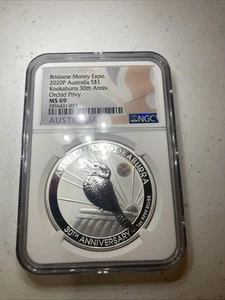 Brisbane Money Expo.
2020P Australia S$1
Kookaburra 30th Anniv.
Orchid Privy
MS 69
AUSTRALIA
NGC
AUSTRALIAN KOOKABURRA
30TH ANNIVERSARY